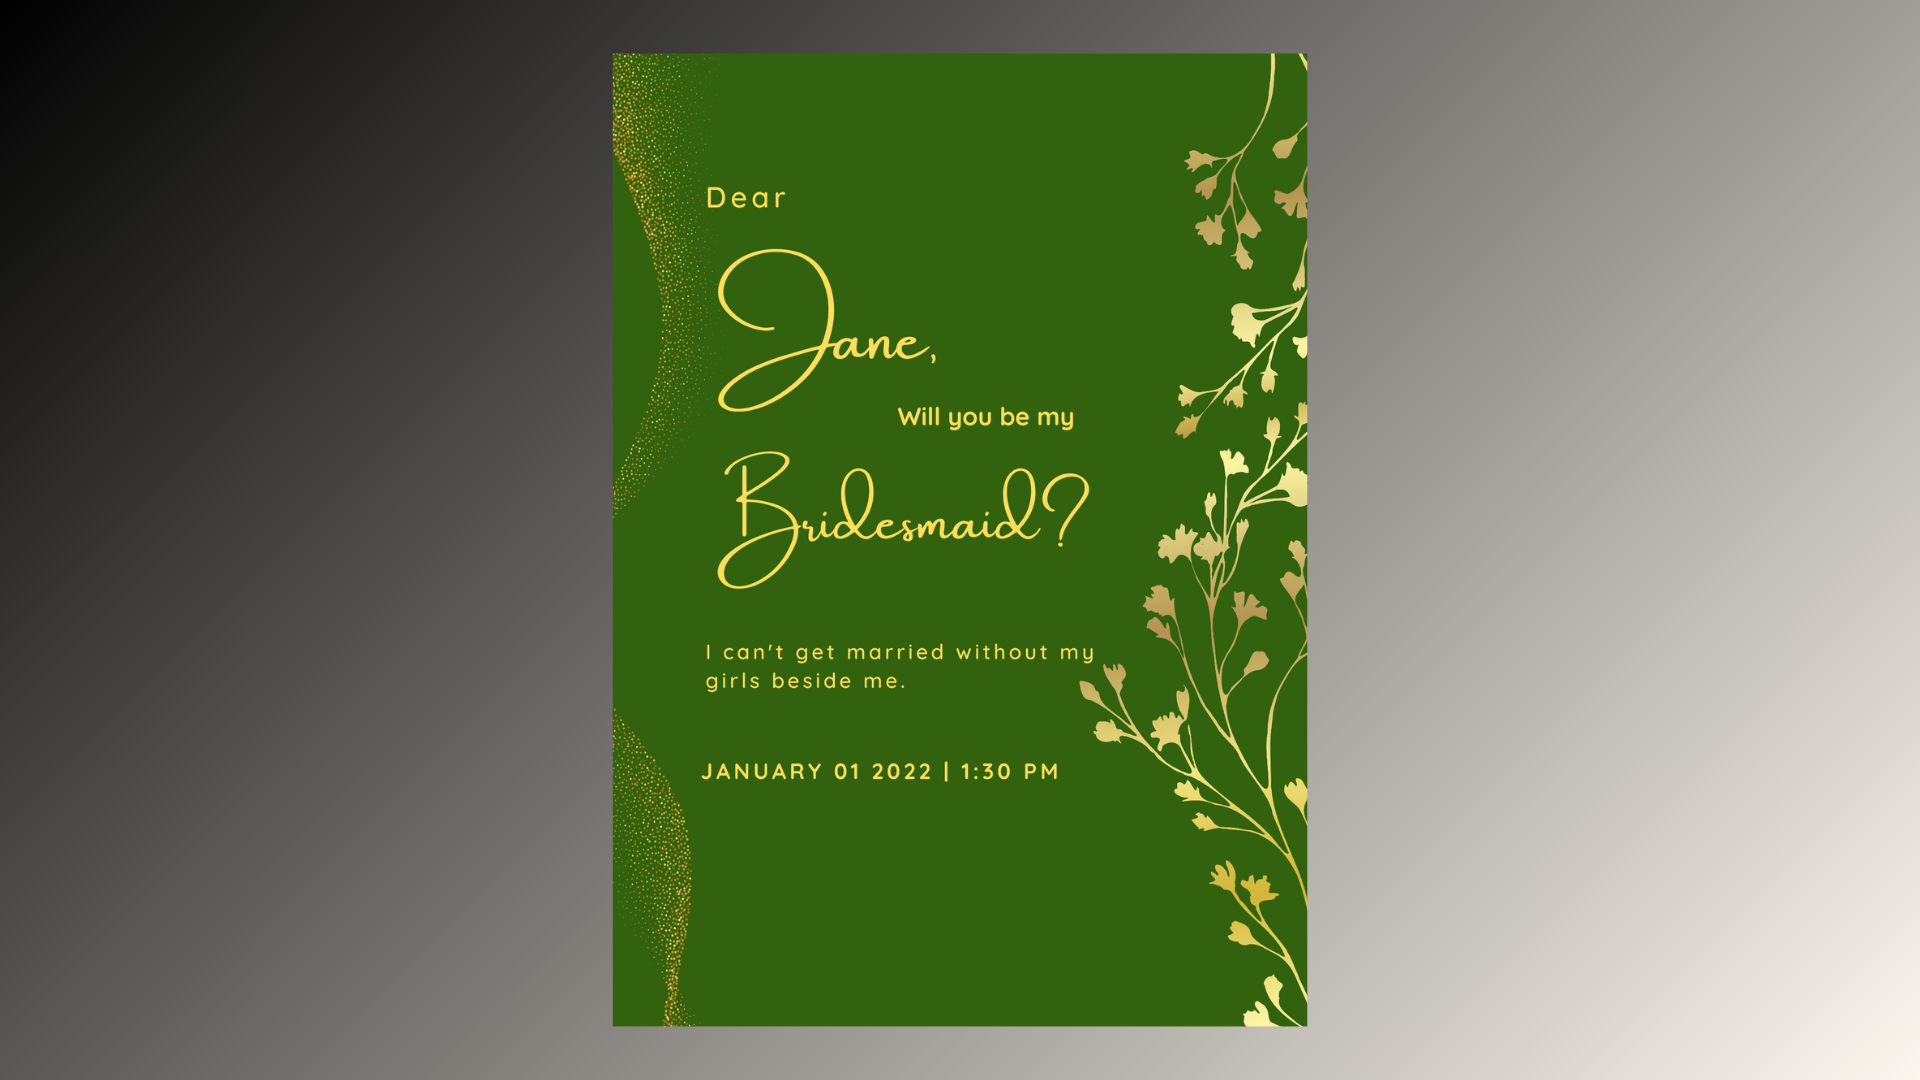 Dear
Jane,
Will you be my
Bridesmaid?
I can't get married without my
girls beside me.
JANUARY 01 2022 | 1:30 PM